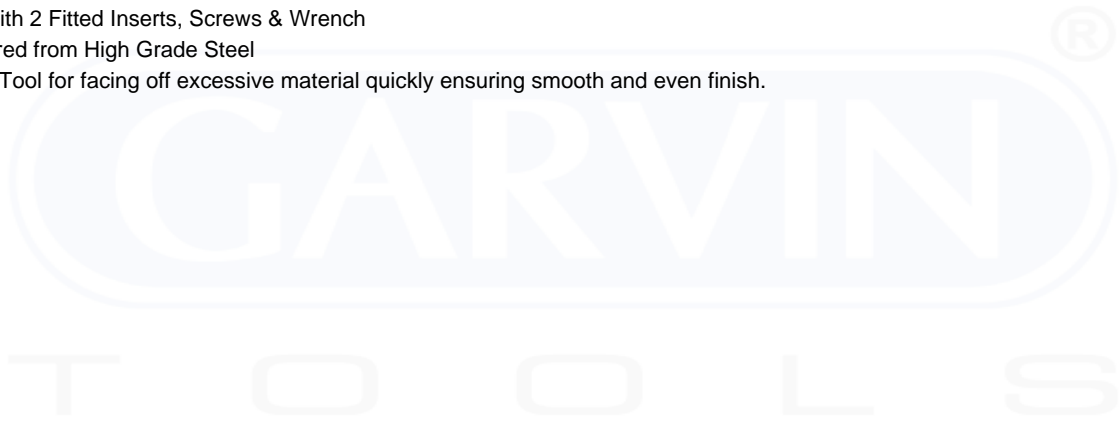 ith 2 Fitted Inserts, Screws & Wrench
red from High Grade Steel
Tool for facing off excessive material quickly ensuring smooth and even finish.
GARVIN
®
TOOLS